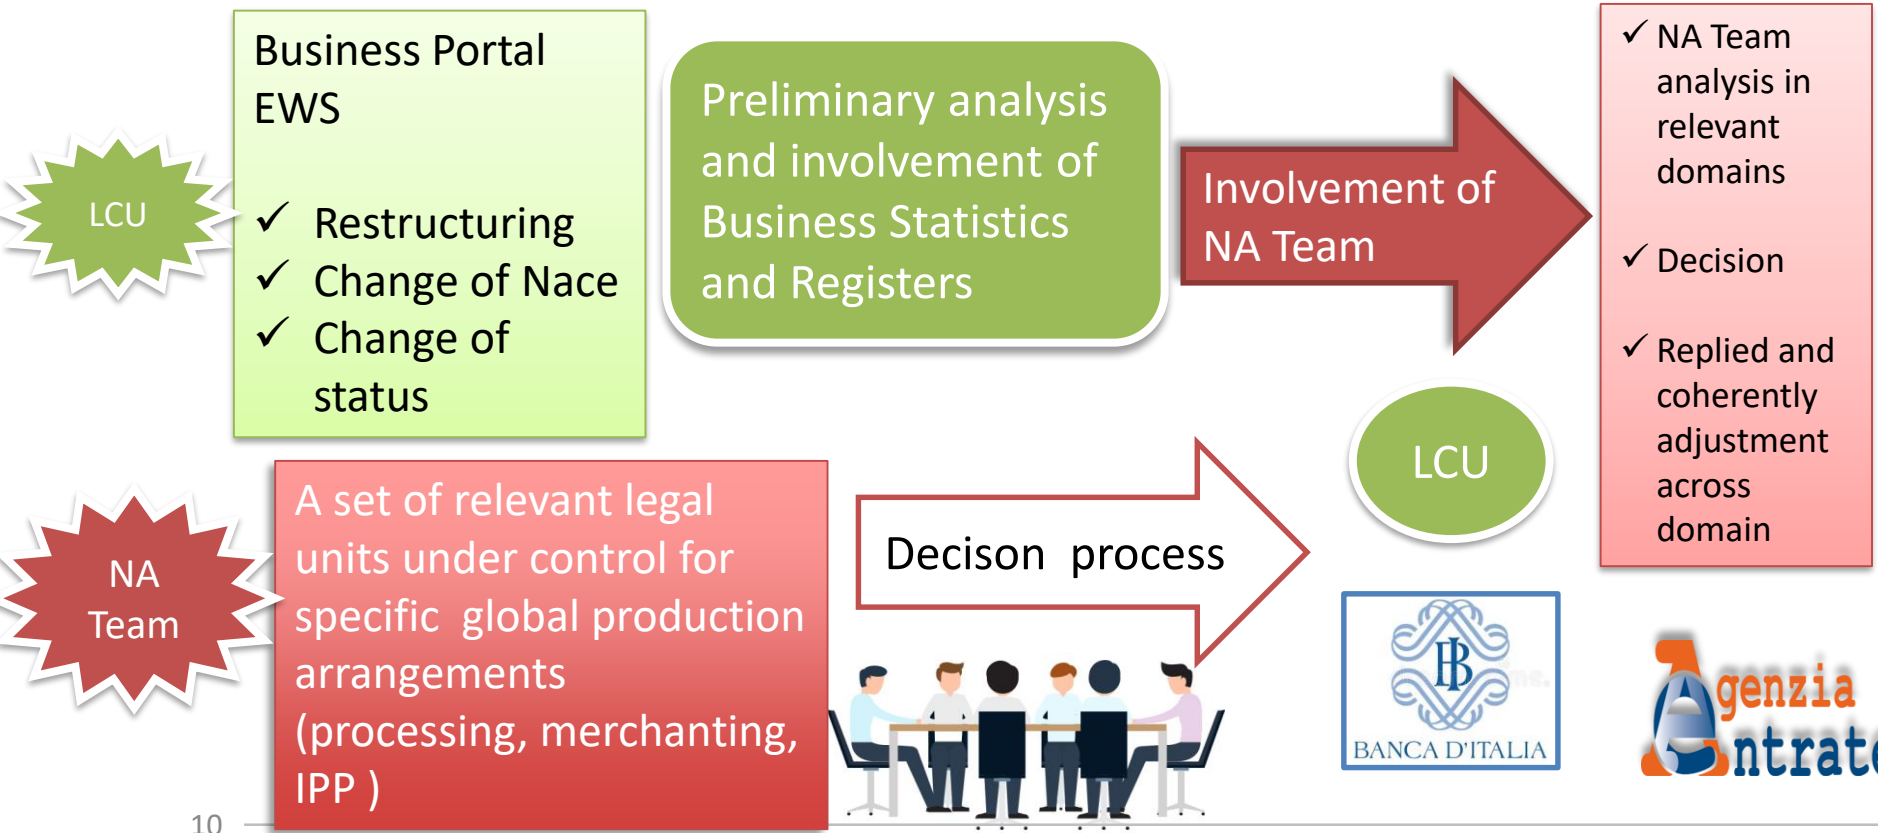 LCU
Business Portal
EWS
✓ Restructuring
✓ Change of Nace
✓ Change of
status
Preliminary analysis
and involvement of
Business Statistics
and Registers
Involvement of
NA Team
✓ NA Team
analysis in
relevant
domains
✓ Decision
✓ Replied and
coherently
adjustment
across
domain
NA
Team
A set of relevant legal
units under control for
specific global production
arrangements
(processing, merchanting,
IPP )
Decison process
LCU
BANCA D'ITALIA
Agenzia
Entrate
10